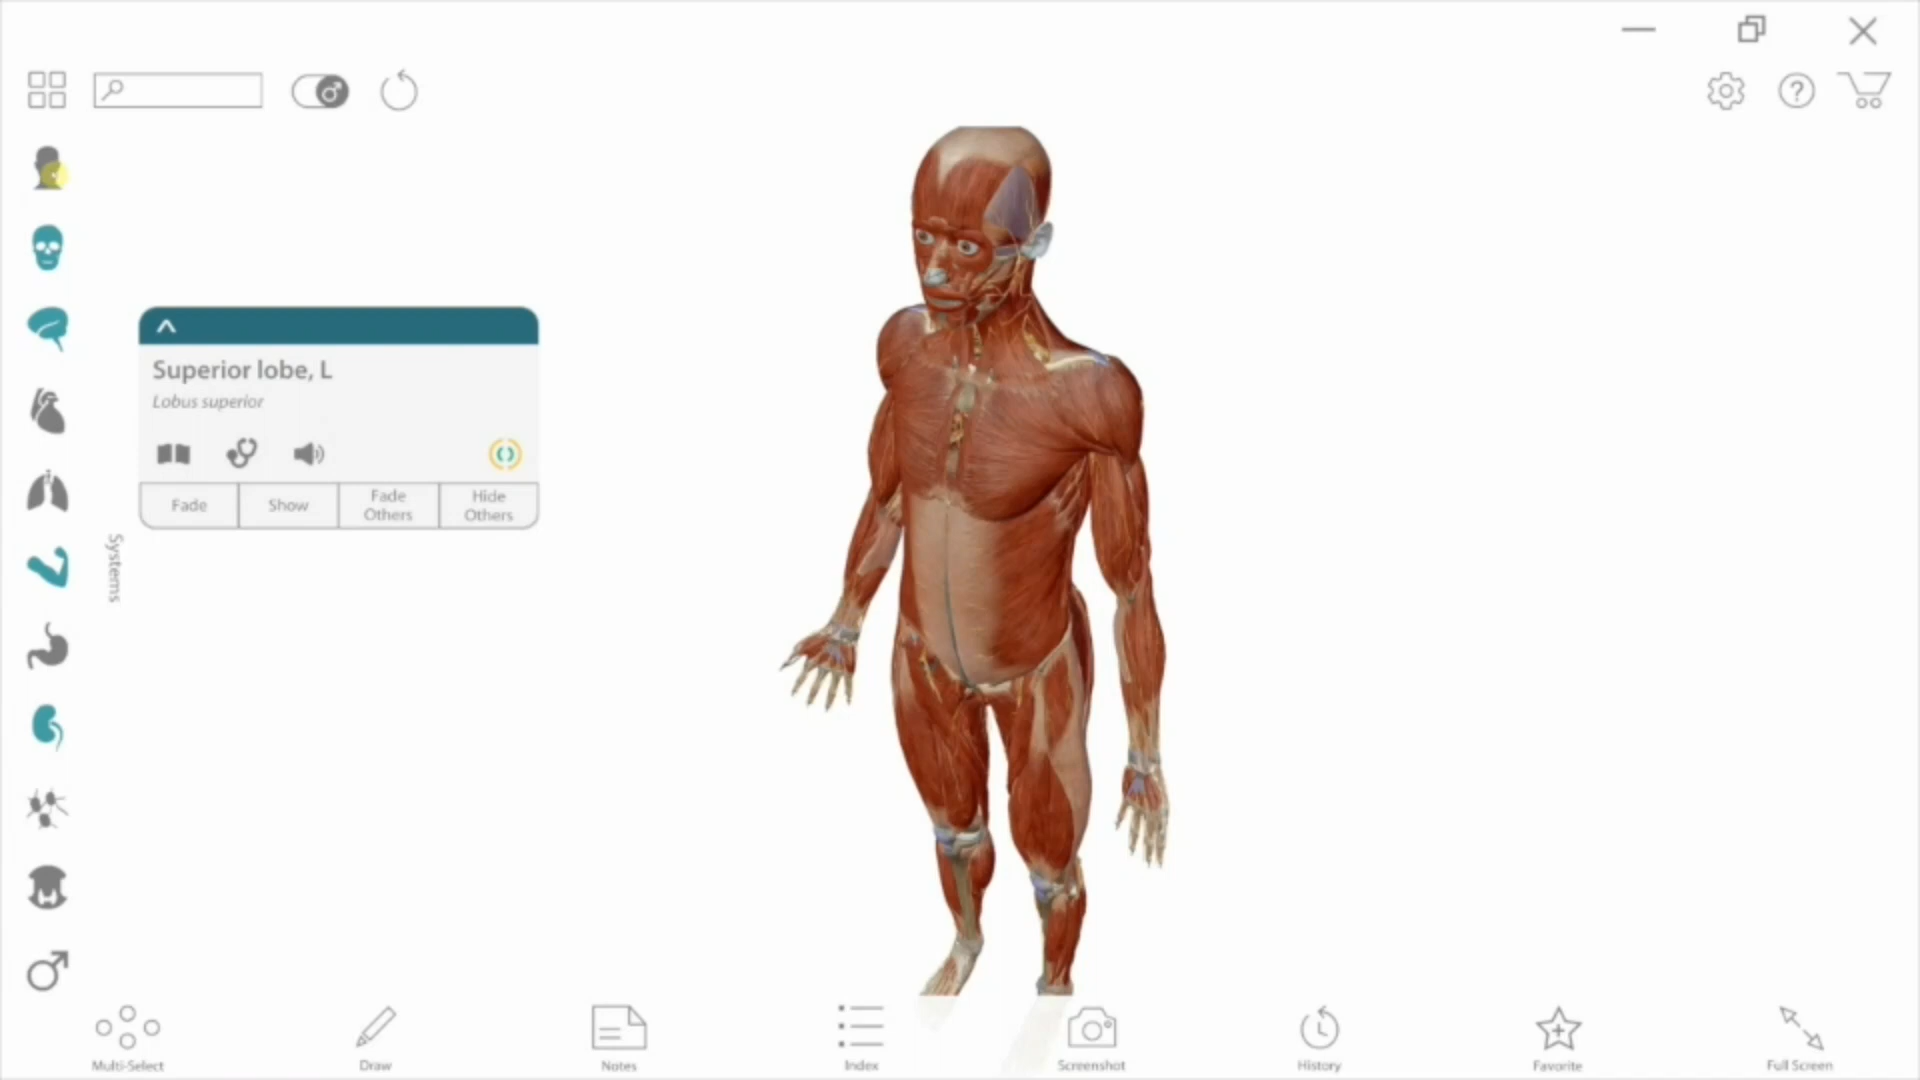 Superior lobe, L
Lobus superior
Fade
Show
Fade
Others
Hide
Others
Systems
Multi-Select
Draw
Notes
Index
Screenshot
History
Favorite
Full Screen